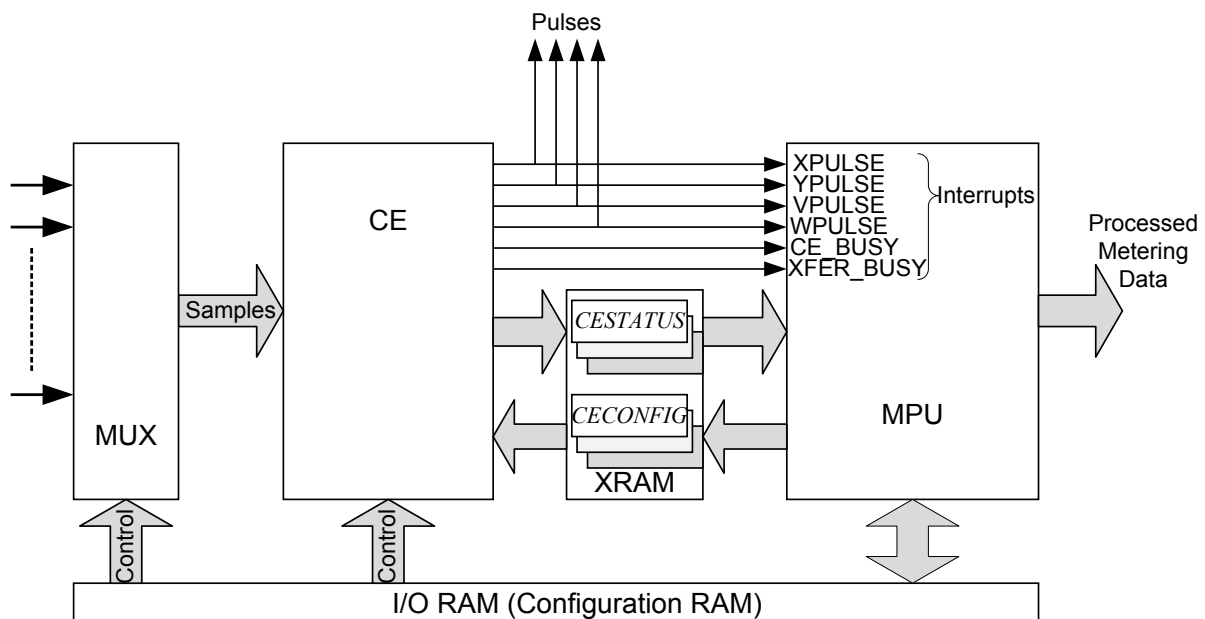 Pulses
XPULSE
YPULSE
VPULSE
WPULSE
CE_BUSY
XFER_BUSY
Interrupts
CE
Processed
Metering
Data
Samples
CESTATUS
CECONFIG
XRAM
MUX
MPU
Control
Control
I/O RAM (Configuration RAM)